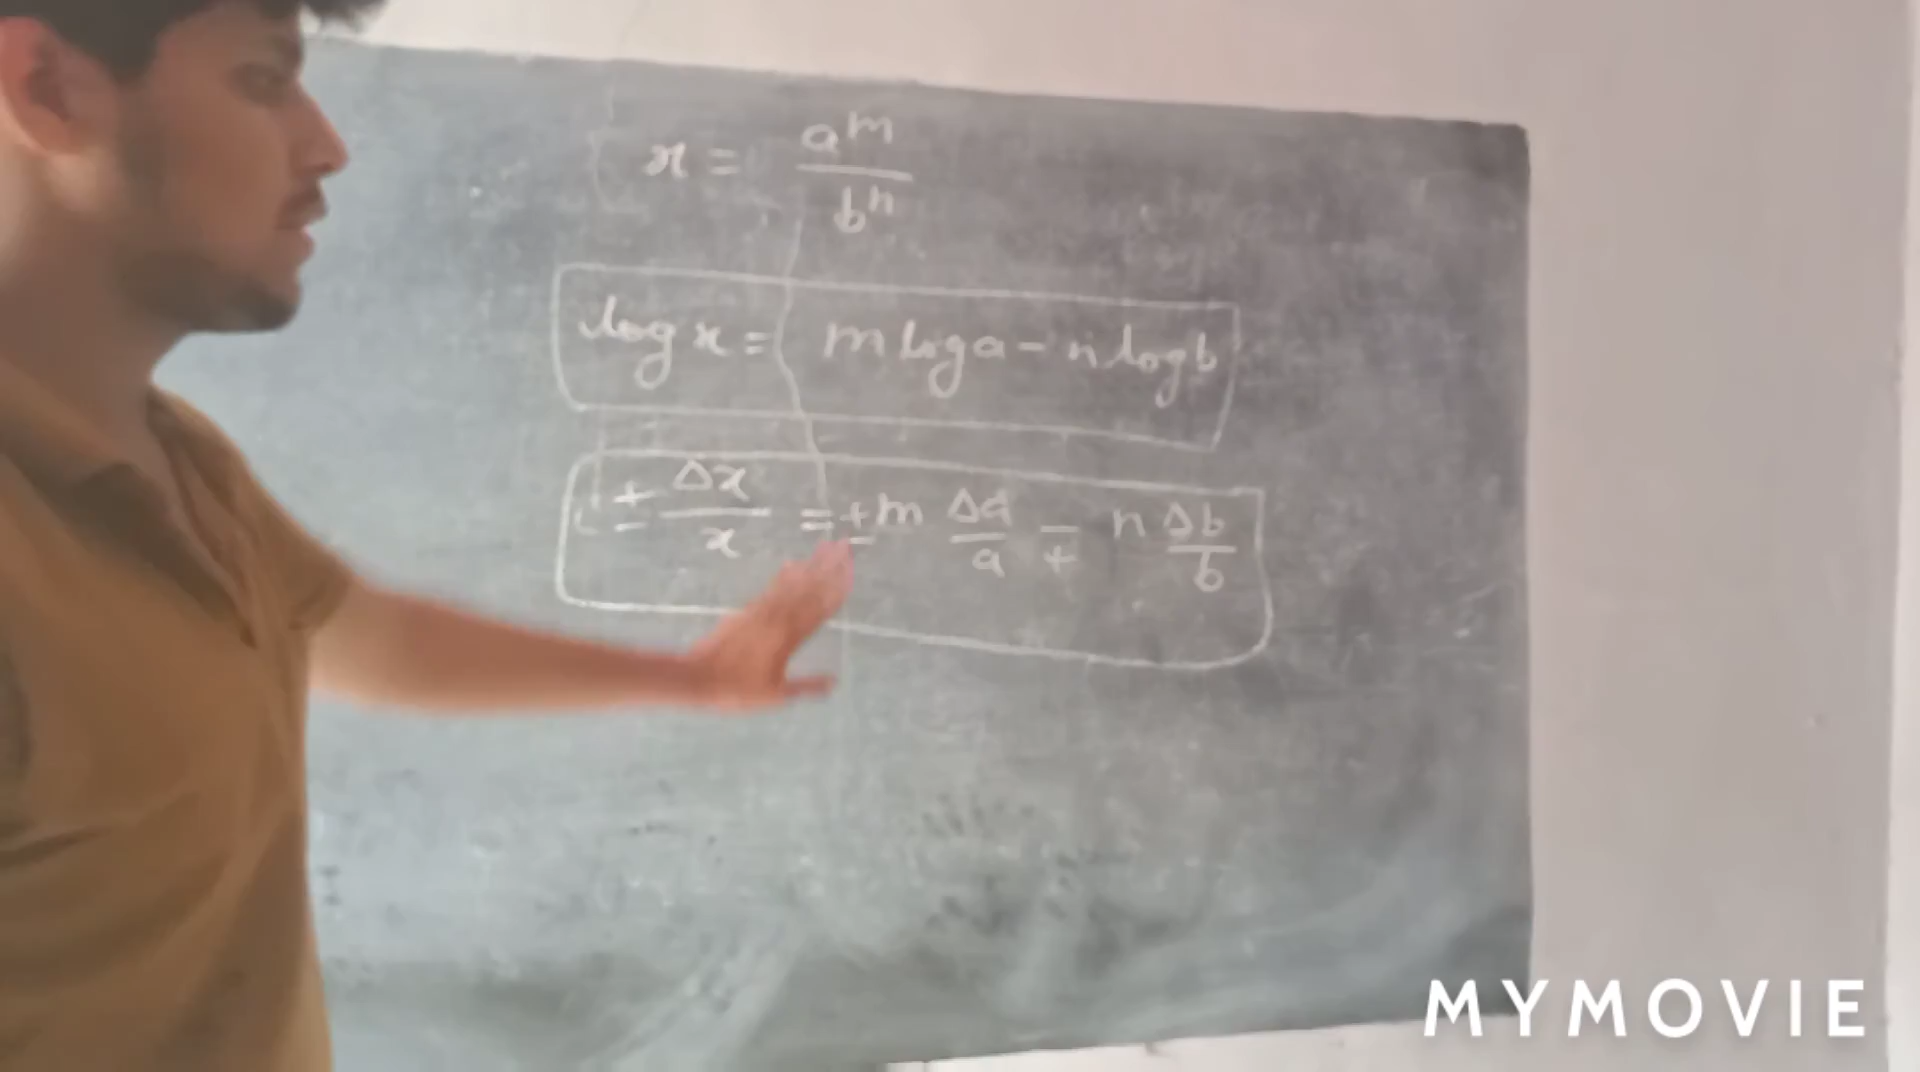 x = a^m / b^n
log x = m log a - n log b
± Δx/x = ± m Δa/a ∓ n Δb/b
MYMOVIE